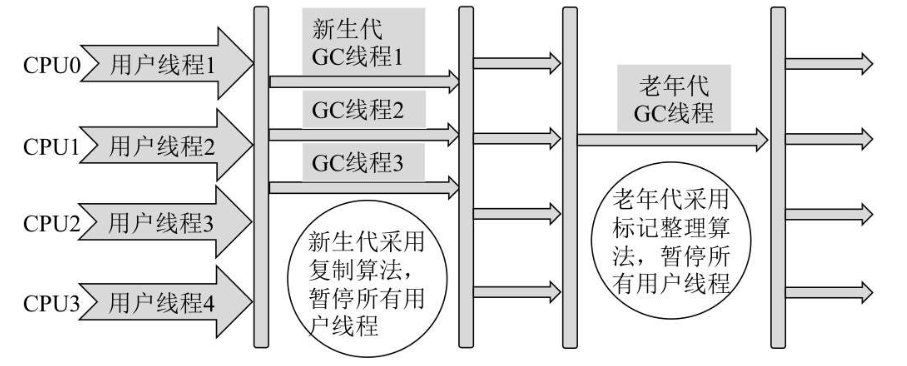 CPU0
用户线程1
CPU1
用户线程2
CPU2
用户线程3
CPU3
用户线程4
新生代
GC线程1
GC线程2
GC线程3
新生代采用
复制算法，
暂停所有用
户线程
老年代
GC线程
老年代采用
标记整理算
法，暂停所
有用户线程